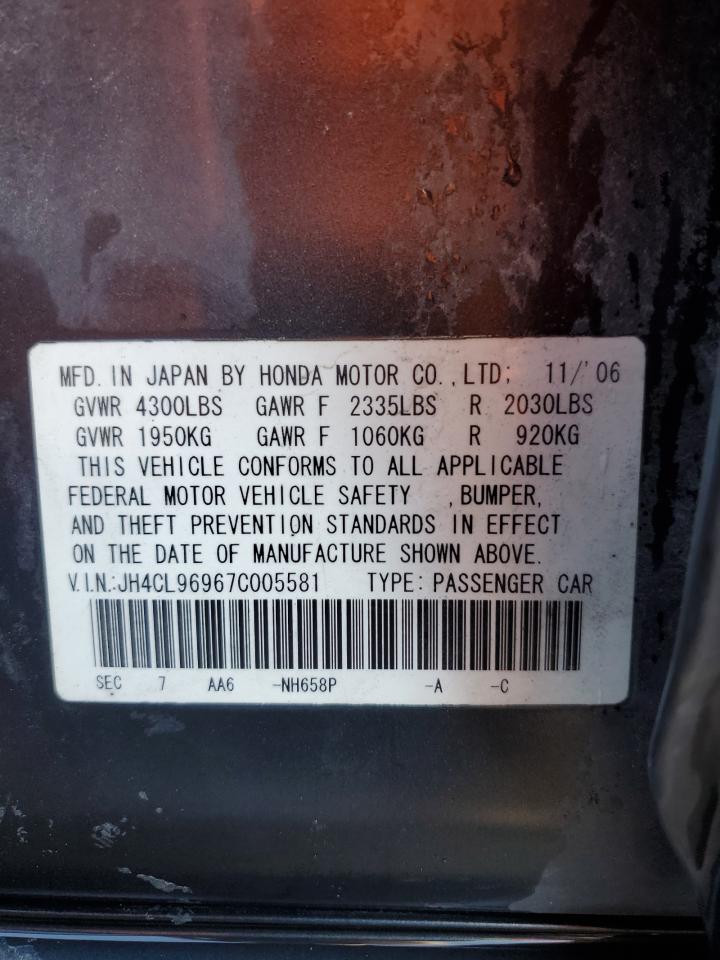 MFD. IN JAPAN BY HONDA MOTOR CO.,LTD; 11/'06
GVWR 4300LBS GAWR F 2335LBS R 2030LBS
GVWR 1950KG GAWR F 1060KG R 920KG
THIS VEHICLE CONFORMS TO ALL APPLICABLE
FEDERAL MOTOR VEHICLE SAFETY ,BUMPER,
AND THEFT PREVENTION STANDARDS IN EFFECT
ON THE DATE OF MANUFACTURE SHOWN ABOVE.
V.I.N.:JH4CL96967C005581 TYPE: PASSENGER CAR
SEC 7 AA6 -NH658P -A -C